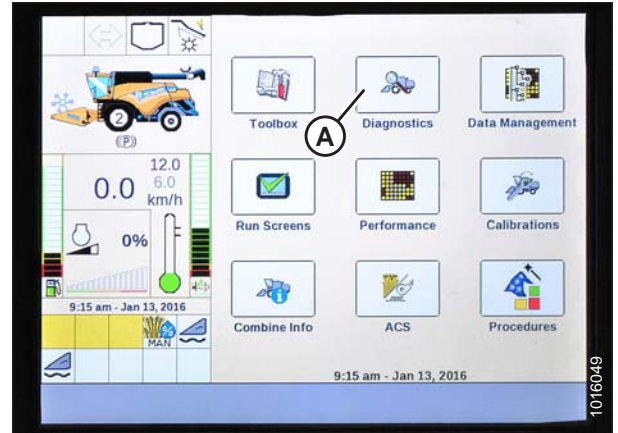 2
(P)
12.0
0.0 6.0
km/h
0%
9:15 am - Jan 13, 2016
MAN
Toolbox Diagnostics Data Management
A
Run Screens Performance Calibrations
Combine Info ACS Procedures
9:15 am - Jan 13, 2016
1016049